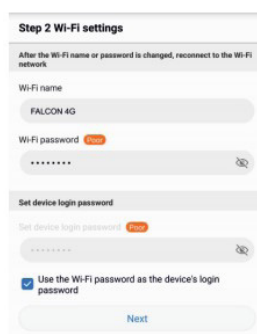 Step 2 Wi-Fi settings
After the Wi-Fi name or password is changed, reconnect to the Wi-Fi
network
Wi-Fi name
FALCON 4G
Wi-Fi password Poor
••••••••
Set device login password
Set device login password Poor
••••••••
Use the Wi-Fi password as the device's login
password
Next